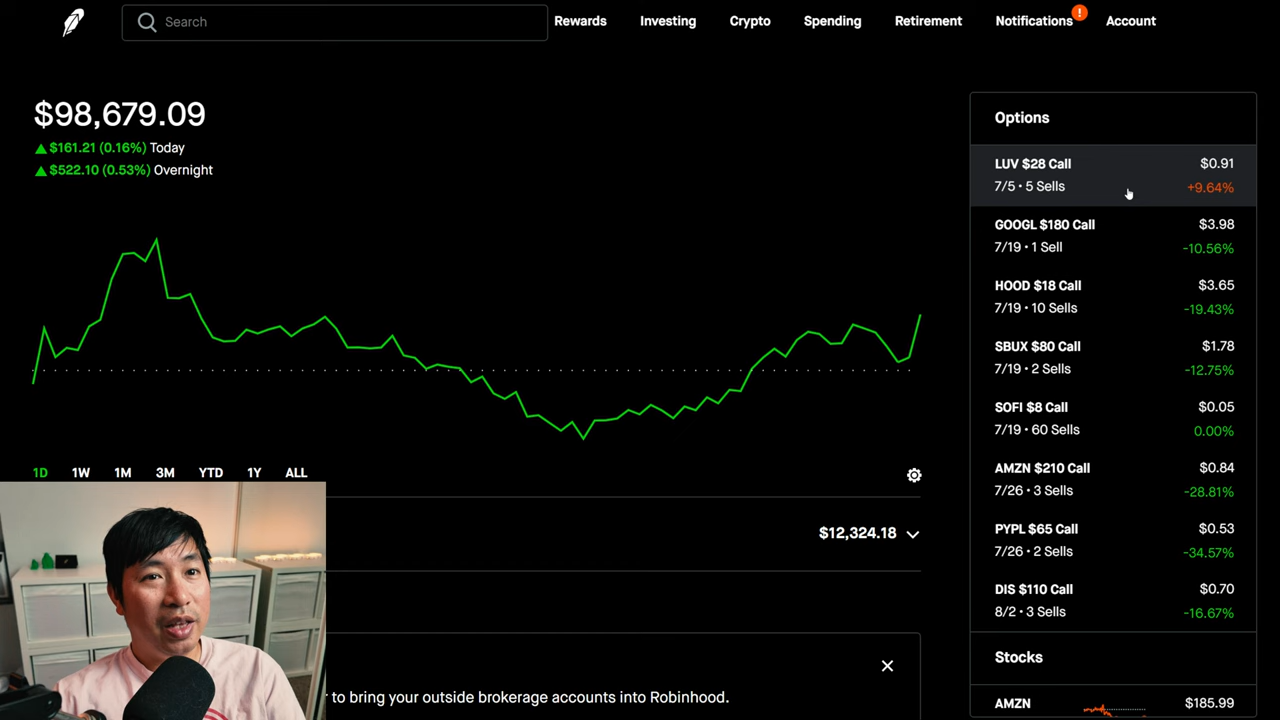 Search
Rewards
Investing
Crypto
Spending
Retirement
Notifications
!
Account
$98,679.09
$161.21 (0.16%) Today
$522.10 (0.53%) Overnight
1D 1W 1M 3M YTD 1Y ALL
$12,324.18
r to bring your outside brokerage accounts into Robinhood.
Options
LUV $28 Call $0.91
7/5 • 5 Sells +9.64%
GOOGL $180 Call $3.98
7/19 • 1 Sell -10.56%
HOOD $18 Call $3.65
7/19 • 10 Sells -19.43%
SBUX $80 Call $1.78
7/19 • 2 Sells -12.75%
SOFI $8 Call $0.05
7/19 • 60 Sells 0.00%
AMZN $210 Call $0.84
7/26 • 3 Sells -28.81%
PYPL $65 Call $0.53
7/26 • 2 Sells -34.57%
DIS $110 Call $0.70
8/2 • 3 Sells -16.67%
Stocks
AMZN $185.99